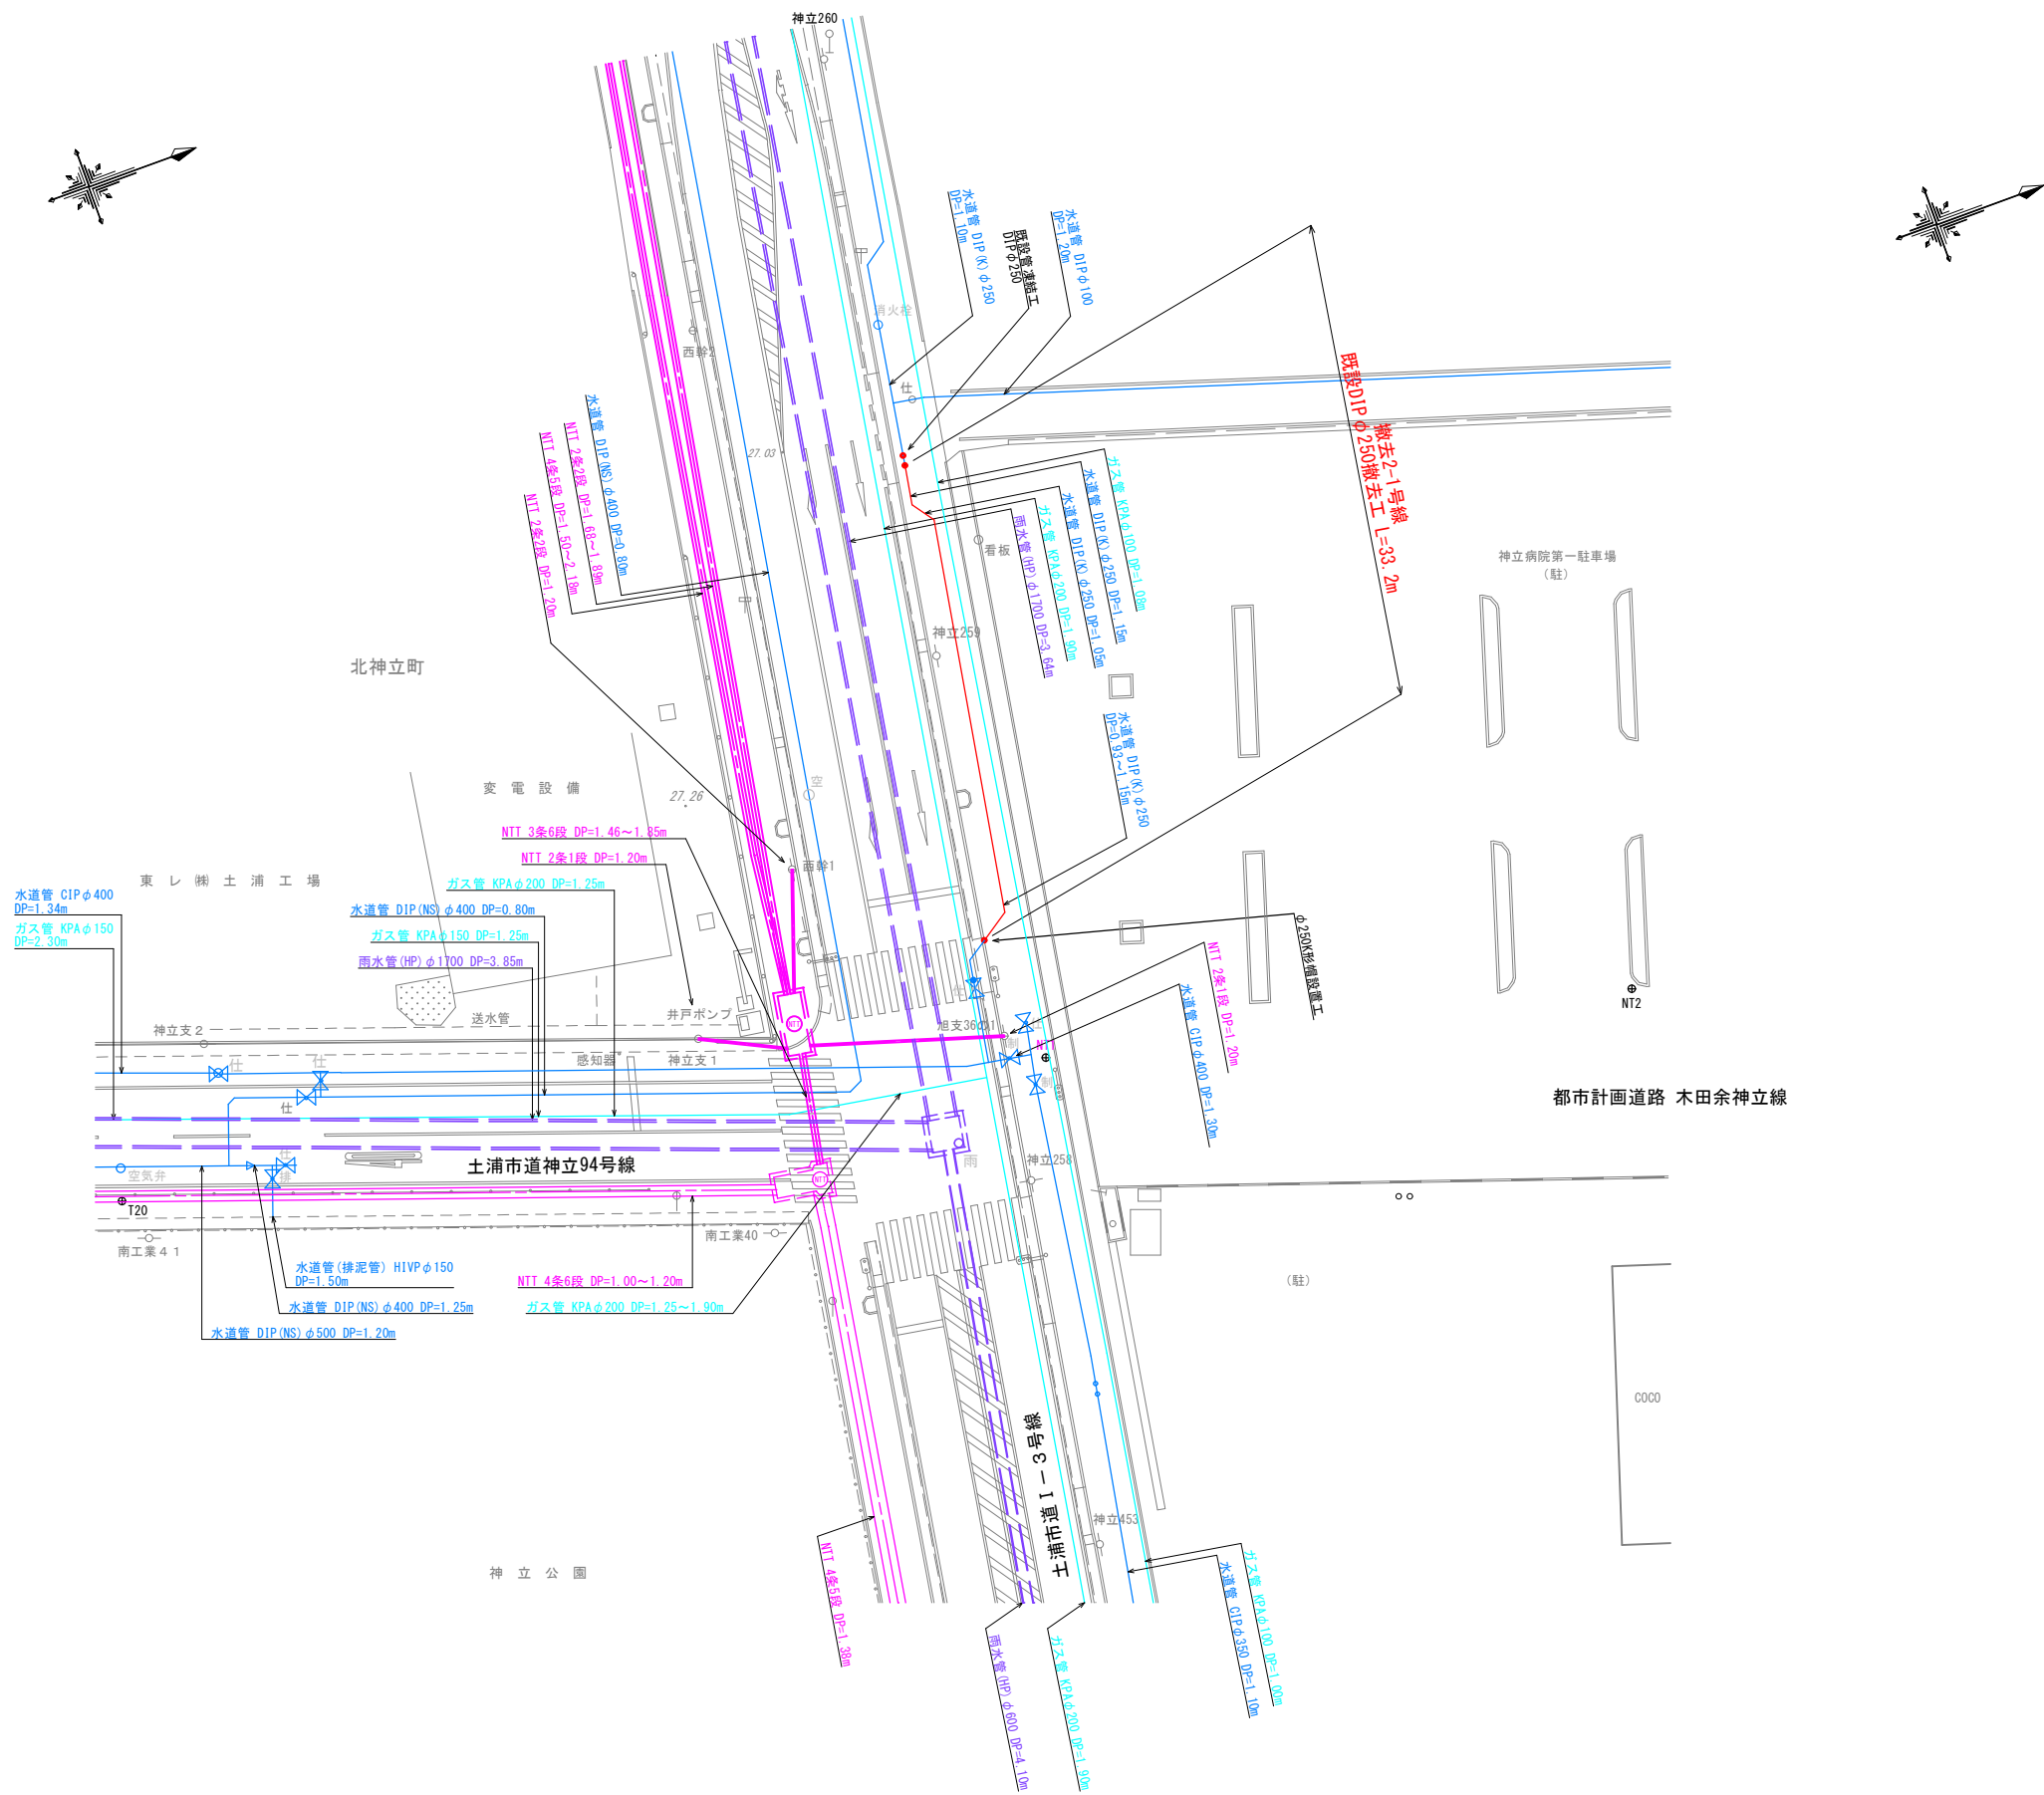 神立260
水道管 DIP(K)φ250
DP=1.10m
既設管凍結工
DIPφ250
水道管 DIPφ100
DP=1.20m
消火栓
西幹2
仕
撤去2-1号線
既設DIPφ250撤去工 L=33.2m
水道管 DIP(NS)φ400 DP=0.80m
NTT 2条2段 DP=1.68～1.89m
NTT 4条5段 DP=1.50～2.18m
NTT 2条2段 DP=1.20m
27.03
ガス管 KPAφ100 DP=1.08m
水道管 DIP(K)φ250 DP=1.15m
水道管 DIP(K)φ250 DP=1.05m
ガス管 KPAφ200 DP=1.90m
雨水管(HP)φ1700 DP=3.64m
看板
神立病院第一駐車場
(駐)
神立259
北神立町
水道管 DIP(K)φ250
DP=0.93～1.15m
変電設備
27.26
空
NTT 3条6段 DP=1.46～1.85m
NTT 2条1段 DP=1.20m
西幹1
東レ㈱土浦工場
ガス管 KPAφ200 DP=1.25m
水道管 CIPφ400
DP=1.34m
水道管 DIP(NS)φ400 DP=0.80m
ガス管 KPAφ150
DP=2.30m
ガス管 KPAφ150 DP=1.25m
雨水管(HP)φ1700 DP=3.85m
φ250K形帽設置工
NTT 2条1段 DP=1.20m
水道管 CIPφ400 DP=1.30m
仕
NT2
井戸ポンプ
送水管
神立支2
NTT
旭支36の1
制
NT1
仕
仕
感知器
神立支1
制
仕
都市計画道路 木田余神立線
雨
仕
排
空気弁
土浦市道神立94号線
神立258
NTT
T20
南工業41
南工業40
水道管(排泥管) HIVPφ150
DP=1.50m
NTT 4条6段 DP=1.00～1.20m
(駐)
水道管 DIP(NS)φ400 DP=1.25m
ガス管 KPAφ200 DP=1.25～1.90m
水道管 DIP(NS)φ500 DP=1.20m
COCO
土浦市道Ⅰ－3号線
神立453
神立公園
NTT 4条5段 DP=1.38m
ガス管 KPAφ100 DP=1.00m
水道管 CIPφ350 DP=1.10m
雨水管(HP)φ600 DP=4.10m
ガス管 KPAφ200 DP=1.90m